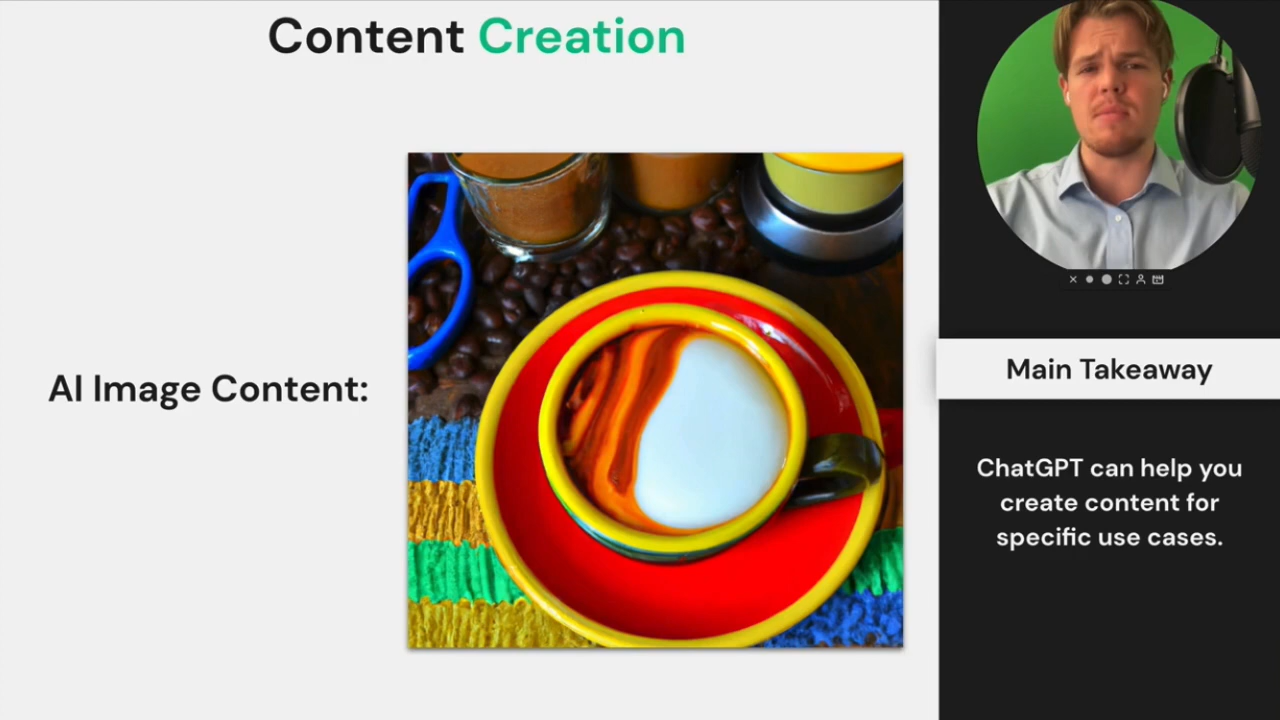 Content Creation
AI Image Content:
Main Takeaway
ChatGPT can help you
create content for
specific use cases.